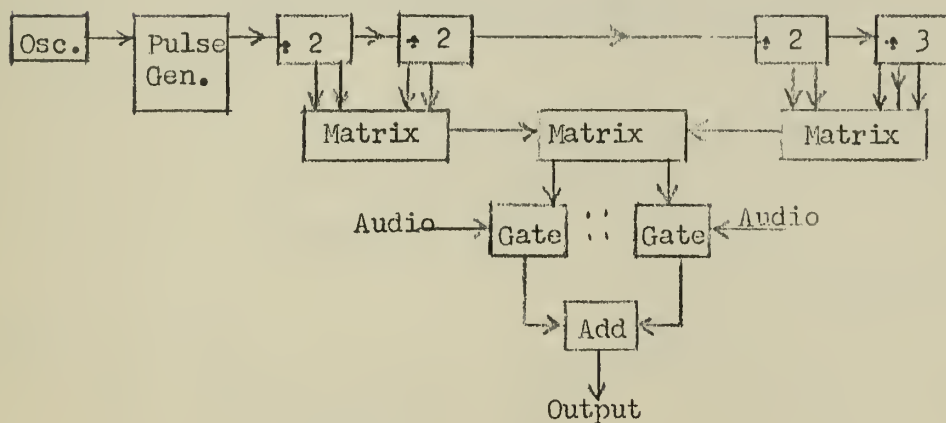 Osc.
Pulse
Gen.
÷ 2
÷ 2
÷ 2
÷ 3
Matrix
Matrix
Matrix
Audio
Gate
::
Gate
Audio
Add
Output